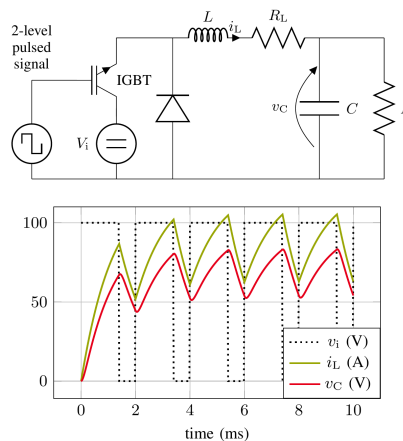 2-level
pulsed
signal
IGBT
V_i
L
i_L
R_L
v_C
C
100
50
0
0 2 4 6 8 10
time (ms)
v_i (V)
i_L (A)
v_C (V)